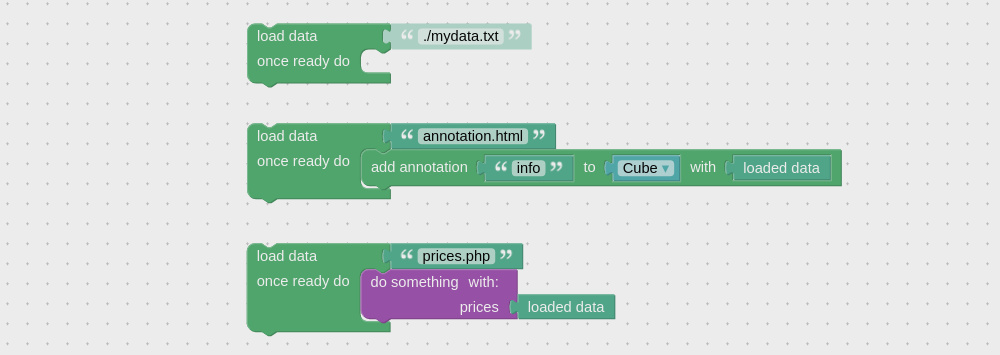 load data “ ./mydata.txt ”
once ready do
load data “ annotation.html ”
once ready do add annotation “ info ” to Cube ▾ with loaded data
load data “ prices.php ”
once ready do do something with:
prices loaded data